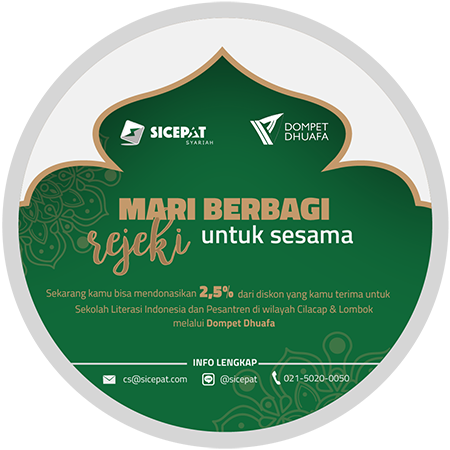 SICEPAT
SYARIAH
DOMPET
DHUAFA
MARI BERBAGI
rejeki untuk sesama
Sekarang kamu bisa mendonasikan 2,5% dari diskon yang kamu terima untuk
Sekolah Literasi Indonesia dan Pesantren di wilayah Cilacap & Lombok
melalui Dompet Dhuafa
INFO LENGKAP
cs@sicepat.com @sicepat 021-5020-0050